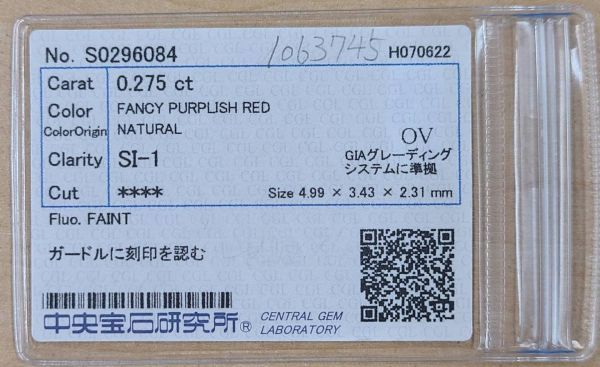 No. S0296084 1063745 H070622
Carat 0.275 ct
Color FANCY PURPLISH RED
ColorOrigin NATURAL
Clarity SI-1 OV
GIAグレーディング
システムに準拠
Cut **** Size 4.99 × 3.43 × 2.31 mm
Fluo. FAINT
ガードルに刻印を認む
中央宝石研究所® CENTRAL GEM
LABORATORY